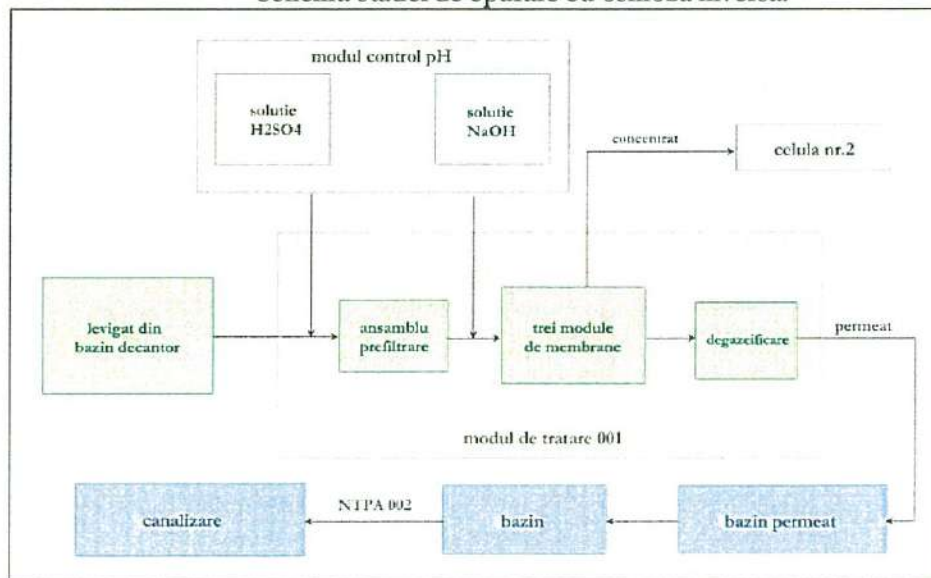 modul control pH
solutie
H2SO4
solutie
NaOH
concentrat
celula nr.2
levigat din
bazin decantor
ansamblu
prefiltrare
trei module
de membrane
degazeificare
permeat
modul de tratare 001
canalizare
NTPA 002
bazin
bazin permeat